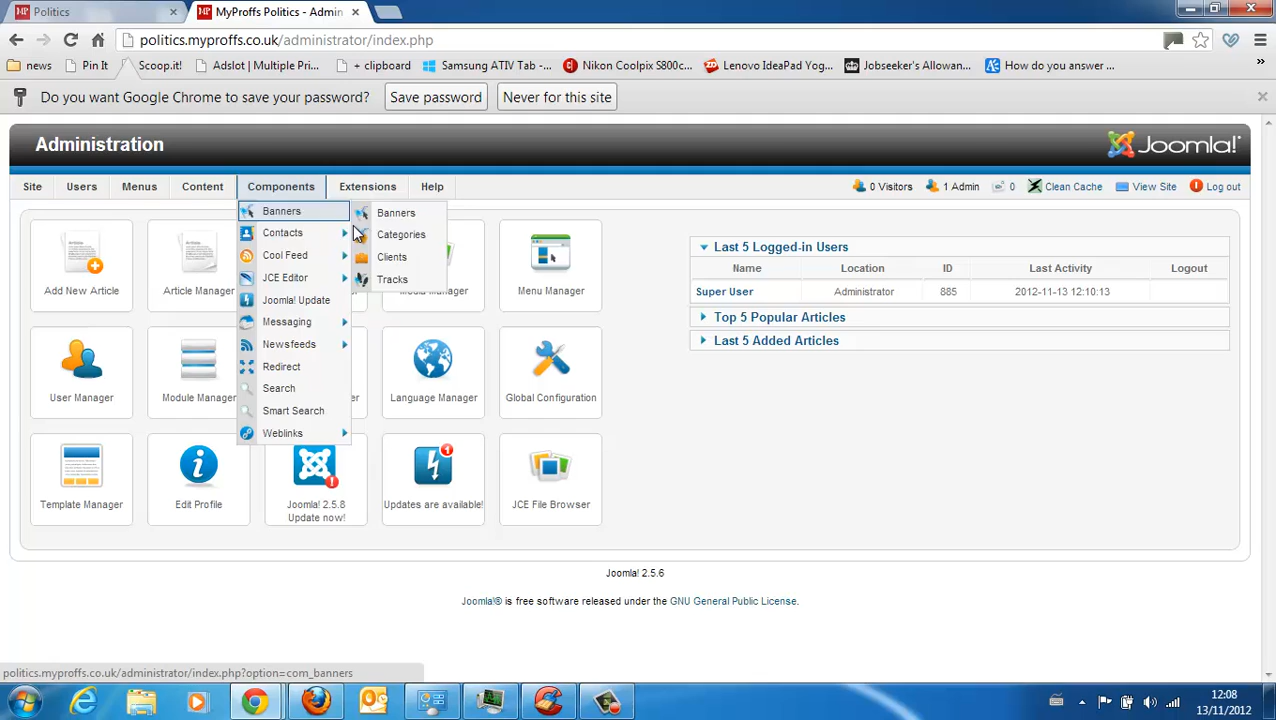 Politics
MyProffs Politics - Admin
politics.myproffs.co.uk/administrator/index.php
news
Pin It
Scoop.it!
Adslot | Multiple Pri...
+ clipboard
Samsung ATIV Tab -...
Nikon Coolpix S800c...
Lenovo IdeaPad Yog...
Jobseeker's Allowan...
How do you answer ...
Do you want Google Chrome to save your password?
Save password
Never for this site
Administration
Joomla!
Site
Users
Menus
Content
Components
Extensions
Help
0 Visitors
1 Admin
0
Clean Cache
View Site
Log out
Banners
Contacts
Cool Feed
JCE Editor
Joomla! Update
Messaging
Newsfeeds
Redirect
Search
Smart Search
Weblinks
Banners
Categories
Clients
Tracks
Add New Article
Article Manager
Menu Manager
User Manager
Module Manager
Language Manager
Global Configuration
Template Manager
Edit Profile
Joomla! 2.5.8
Update now!
1
Updates are available!
JCE File Browser
Last 5 Logged-in Users
Name Location ID Last Activity Logout
Super User Administrator 885 2012-11-13 12:10:13
Top 5 Popular Articles
Last 5 Added Articles
Joomla! 2.5.6
Joomla!® is free software released under the GNU General Public License.
politics.myproffs.co.uk/administrator/index.php?option=com_banners
12:08
13/11/2012